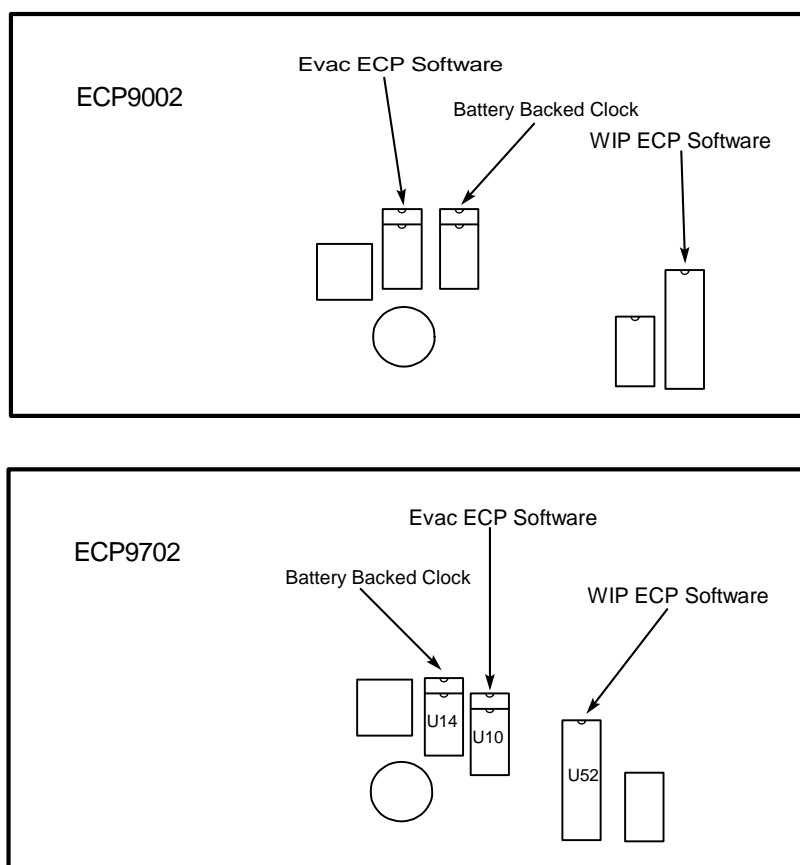 ECP9002
Evac ECP Software
Battery Backed Clock
WIP ECP Software
ECP9702
Evac ECP Software
Battery Backed Clock
WIP ECP Software
U14
U10
U52